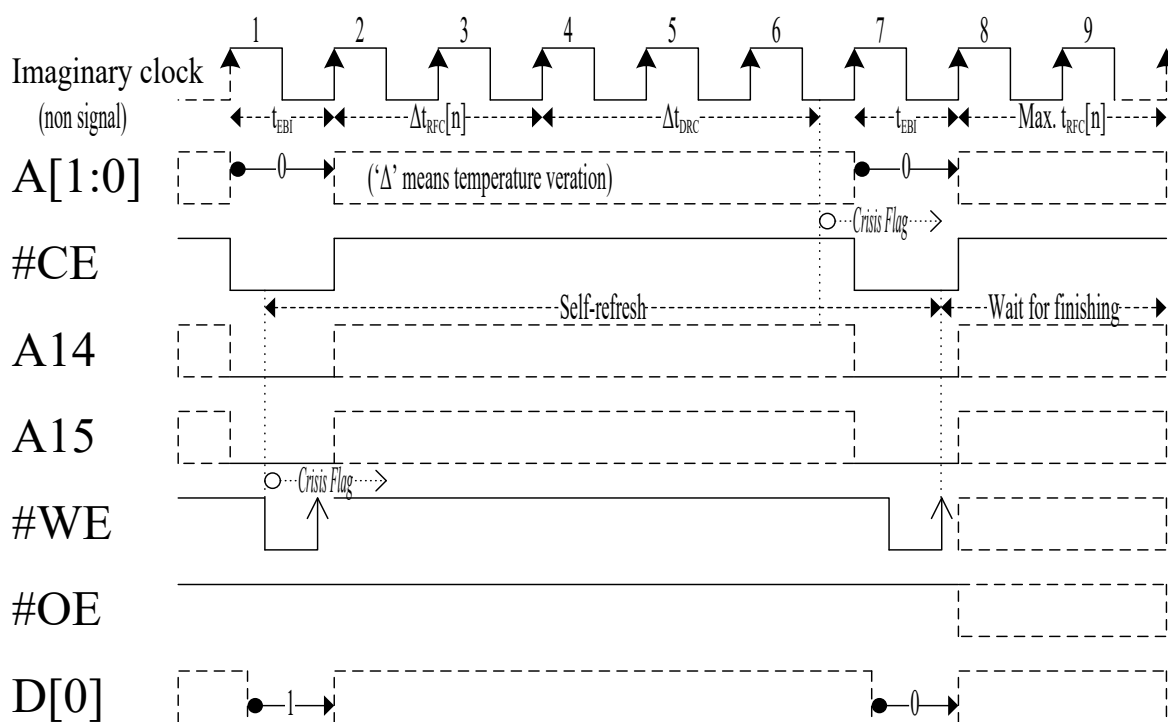 1 2 3 4 5 6 7 8 9
Imaginary clock
(non signal)
tEBI ΔtRFC[n] ΔtDRC tEBI Max. tRFC[n]
A[1:0] 0 ('Δ' means temperature veration) 0
Crisis Flag
#CE
Self-refresh Wait for finishing
A14
A15
Crisis Flag
#WE
#OE
D[0] 1 0